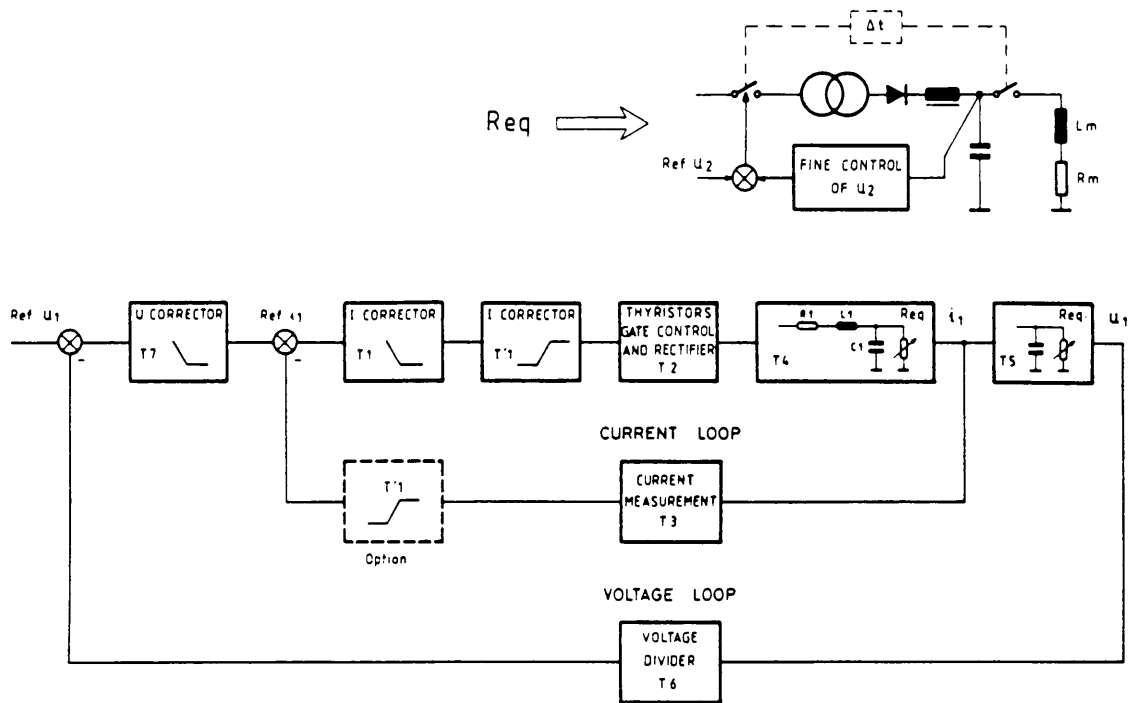 Δt
Req
Lm
Ref u2
FINE CONTROL
OF u2
Rm
Ref u1
U CORRECTOR
T7
Ref i1
I CORRECTOR
T1
I CORRECTOR
T'1
THYRISTORS
GATE CONTROL
AND RECTIFIER
T2
R1
L1
Req
C1
T4
i1
Req.
T5
u1
CURRENT LOOP
T'1
Option
CURRENT
MEASUREMENT
T3
VOLTAGE LOOP
VOLTAGE
DIVIDER
T6